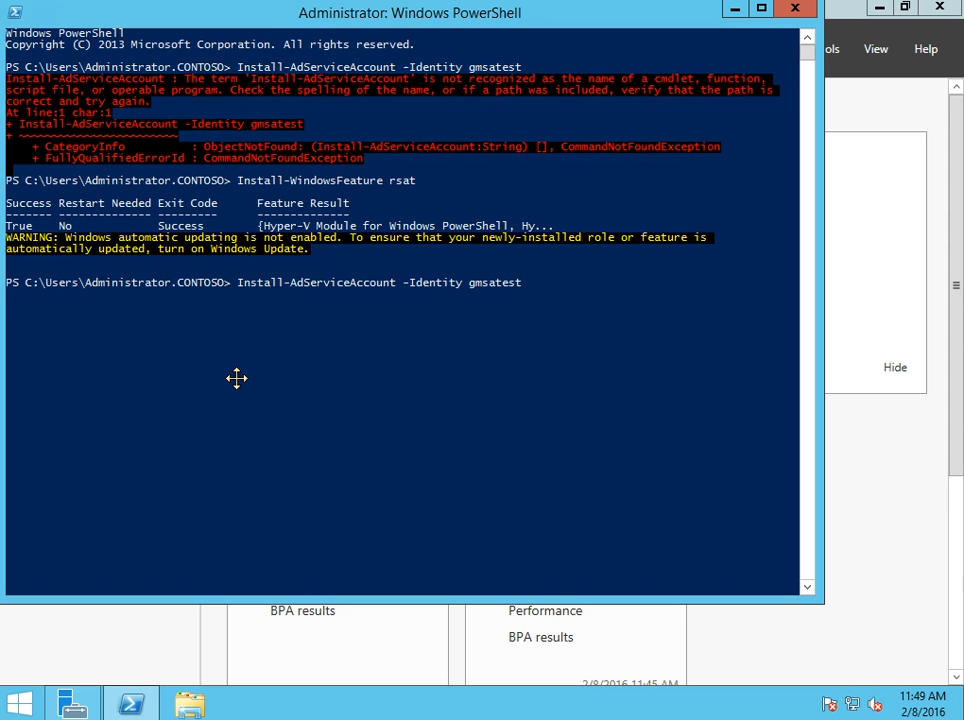 Administrator: Windows PowerShell
Windows PowerShell
Copyright (C) 2013 Microsoft Corporation. All rights reserved.
PS C:\Users\Administrator.CONTOSO> Install-AdServiceAccount -Identity gmsatest
Install-AdServiceAccount : The term 'Install-AdServiceAccount' is not recognized as the name of a cmdlet, function,
script file, or operable program. Check the spelling of the name, or if a path was included, verify that the path is
correct and try again.
At line:1 char:1
+ Install-AdServiceAccount -Identity gmsatest
+ ~~~~~~~~~~~~~~~~~~~~~~~~
+ CategoryInfo : ObjectNotFound: (Install-AdServiceAccount:String) [], CommandNotFoundException
+ FullyQualifiedErrorId : CommandNotFoundException
PS C:\Users\Administrator.CONTOSO> Install-WindowsFeature rsat
Success Restart Needed Exit Code Feature Result
------- -------------- --------- --------------
True No Success {Hyper-V Module for Windows PowerShell, Hy...
WARNING: Windows automatic updating is not enabled. To ensure that your newly-installed role or feature is
automatically updated, turn on Windows Update.
PS C:\Users\Administrator.CONTOSO> Install-AdServiceAccount -Identity gmsatest
ols View Help
Hide
BPA results
Performance
BPA results
2/8/2016 11:45 AM
11:49 AM
2/8/2016